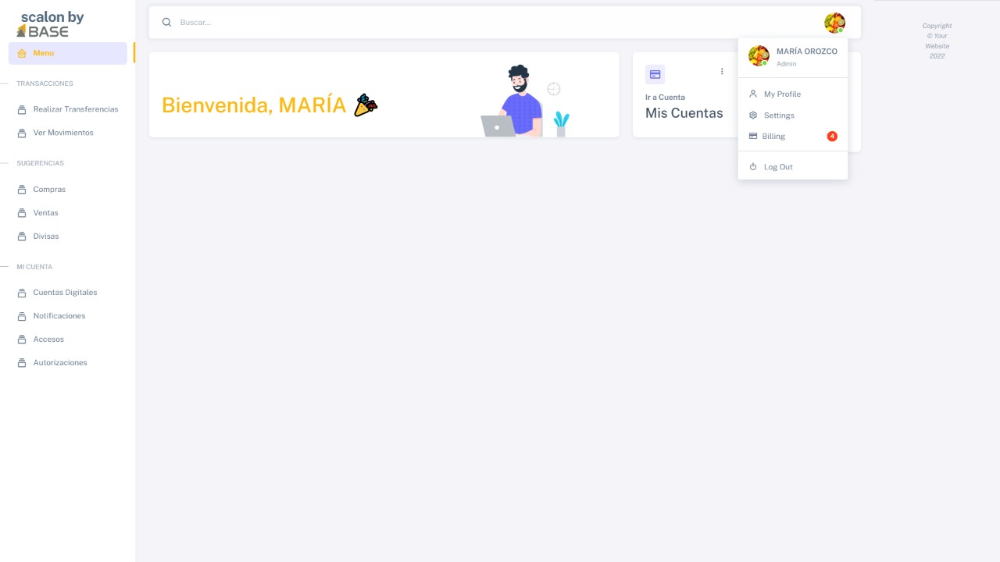 scalon by
BASE
Menu
TRANSACCIONES
Realizar Transferencias
Ver Movimientos
SUGERENCIAS
Compras
Ventas
Divisas
MI CUENTA
Cuentas Digitales
Notificaciones
Accesos
Autorizaciones
Buscar...
Bienvenida, MARÍA
Ir a Cuenta
Mis Cuentas
MARÍA OROZCO
Admin
My Profile
Settings
Billing 4
Log Out
Copyright
© Your
Website
2022